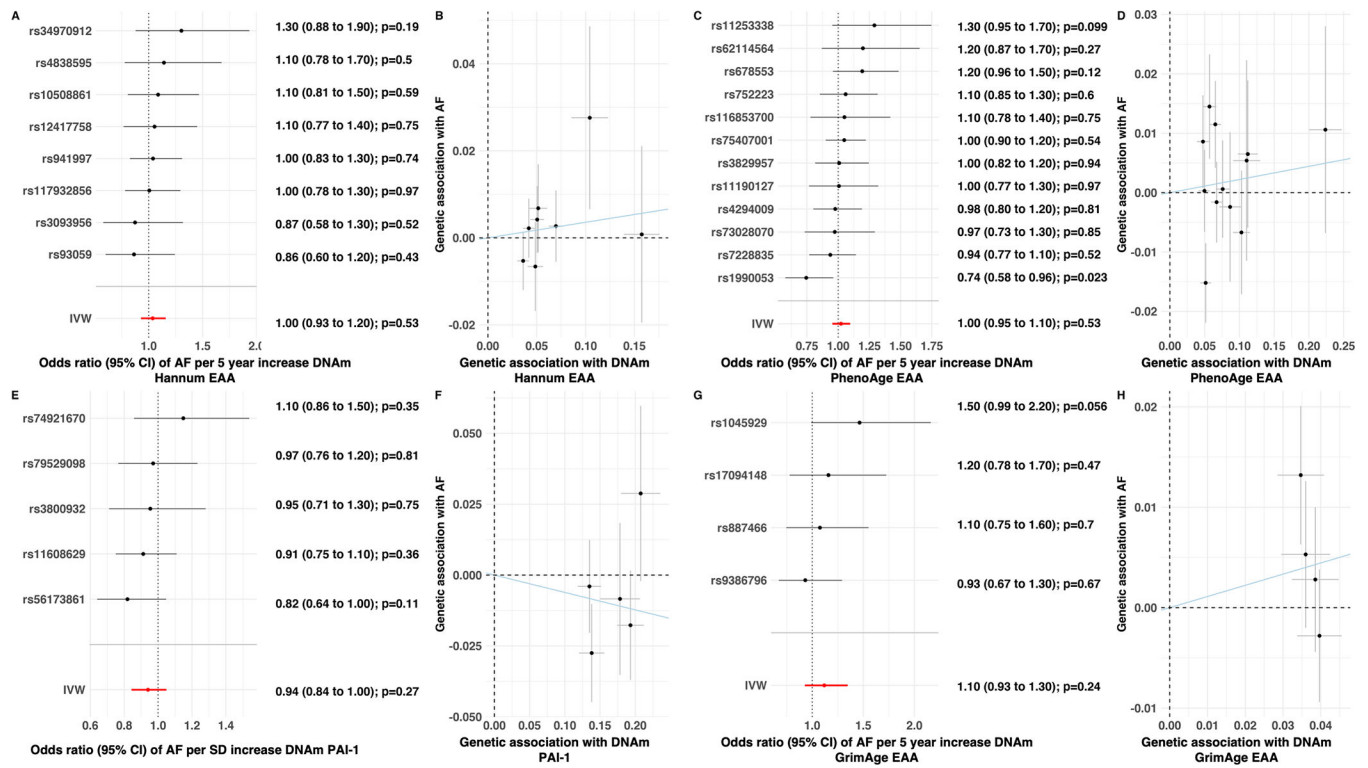 A
rs34970912
1.30 (0.88 to 1.90); p=0.19
rs4838595
1.10 (0.78 to 1.70); p=0.5
rs10508861
1.10 (0.81 to 1.50); p=0.59
rs12417758
1.10 (0.77 to 1.40); p=0.75
rs941997
1.00 (0.83 to 1.30); p=0.74
rs117932856
1.00 (0.78 to 1.30); p=0.97
rs3093956
0.87 (0.58 to 1.30); p=0.52
rs93059
0.86 (0.60 to 1.20); p=0.43
IVW
1.00 (0.93 to 1.20); p=0.53
1.0
1.5
2.0
Odds ratio (95% CI) of AF per 5 year increase DNAm
Hannum EAA
B
Genetic association with AF
0.04
0.02
0.00
-0.02
0.00
0.05
0.10
0.15
Genetic association with DNAm
Hannum EAA
C
rs11253338
1.30 (0.95 to 1.70); p=0.099
rs62114564
1.20 (0.87 to 1.70); p=0.27
rs678553
1.20 (0.96 to 1.50); p=0.12
rs752223
1.10 (0.85 to 1.30); p=0.6
rs116853700
1.10 (0.78 to 1.40); p=0.75
rs75407001
1.00 (0.90 to 1.20); p=0.54
rs3829957
1.00 (0.82 to 1.20); p=0.94
rs11190127
1.00 (0.77 to 1.30); p=0.97
rs4294009
0.98 (0.80 to 1.20); p=0.81
rs73028070
0.97 (0.73 to 1.30); p=0.85
rs7228835
0.94 (0.77 to 1.10); p=0.52
rs1990053
0.74 (0.58 to 0.96); p=0.023
IVW
1.00 (0.95 to 1.10); p=0.53
0.75
1.00
1.25
1.50
1.75
Odds ratio (95% CI) of AF per 5 year increase DNAm
PhenoAge EAA
D
Genetic association with AF
0.03
0.02
0.01
0.00
-0.01
-0.02
0.00
0.05
0.10
0.15
0.20
0.25
Genetic association with DNAm
PhenoAge EAA
E
rs74921670
1.10 (0.86 to 1.50); p=0.35
rs79529098
0.97 (0.76 to 1.20); p=0.81
rs3800932
0.95 (0.71 to 1.30); p=0.75
rs11608629
0.91 (0.75 to 1.10); p=0.36
rs56173861
0.82 (0.64 to 1.00); p=0.11
IVW
0.94 (0.84 to 1.00); p=0.27
0.6
0.8
1.0
1.2
1.4
Odds ratio (95% CI) of AF per SD increase DNAm PAI-1
F
Genetic association with AF
0.050
0.025
0.000
-0.025
-0.050
0.00
0.05
0.10
0.15
0.20
Genetic association with DNAm
PAI-1
G
rs1045929
1.50 (0.99 to 2.20); p=0.056
rs17094148
1.20 (0.78 to 1.70); p=0.47
rs887466
1.10 (0.75 to 1.60); p=0.7
rs9386796
0.93 (0.67 to 1.30); p=0.67
IVW
1.10 (0.93 to 1.30); p=0.24
1.0
1.5
2.0
Odds ratio (95% CI) of AF per 5 year increase DNAm
GrimAge EAA
H
Genetic association with AF
0.02
0.01
0.00
-0.01
0.00
0.01
0.02
0.03
0.04
Genetic association with DNAm
GrimAge EAA